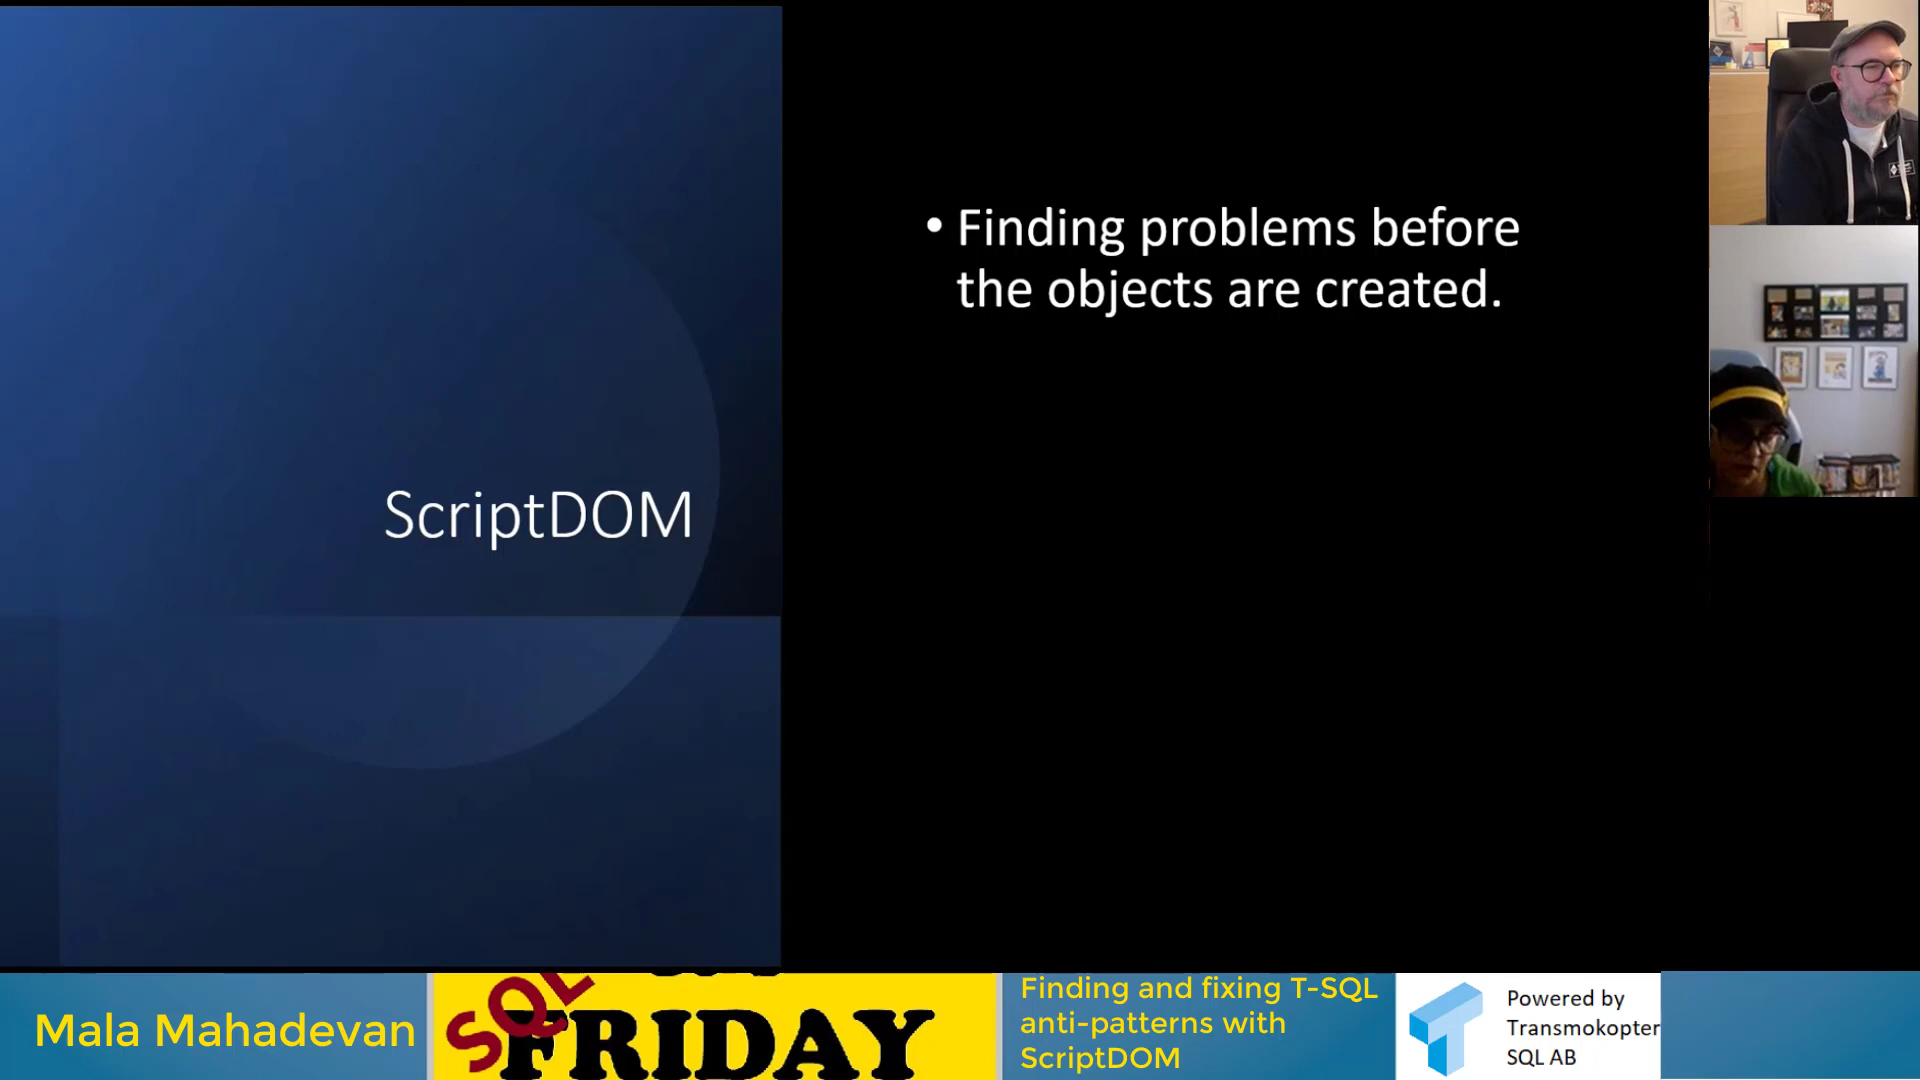 ScriptDOM
• Finding problems before
the objects are created.
Mala Mahadevan
SQL
FRIDAY
Finding and fixing T-SQL
anti-patterns with
ScriptDOM
Powered by
Transmokopter
SQL AB